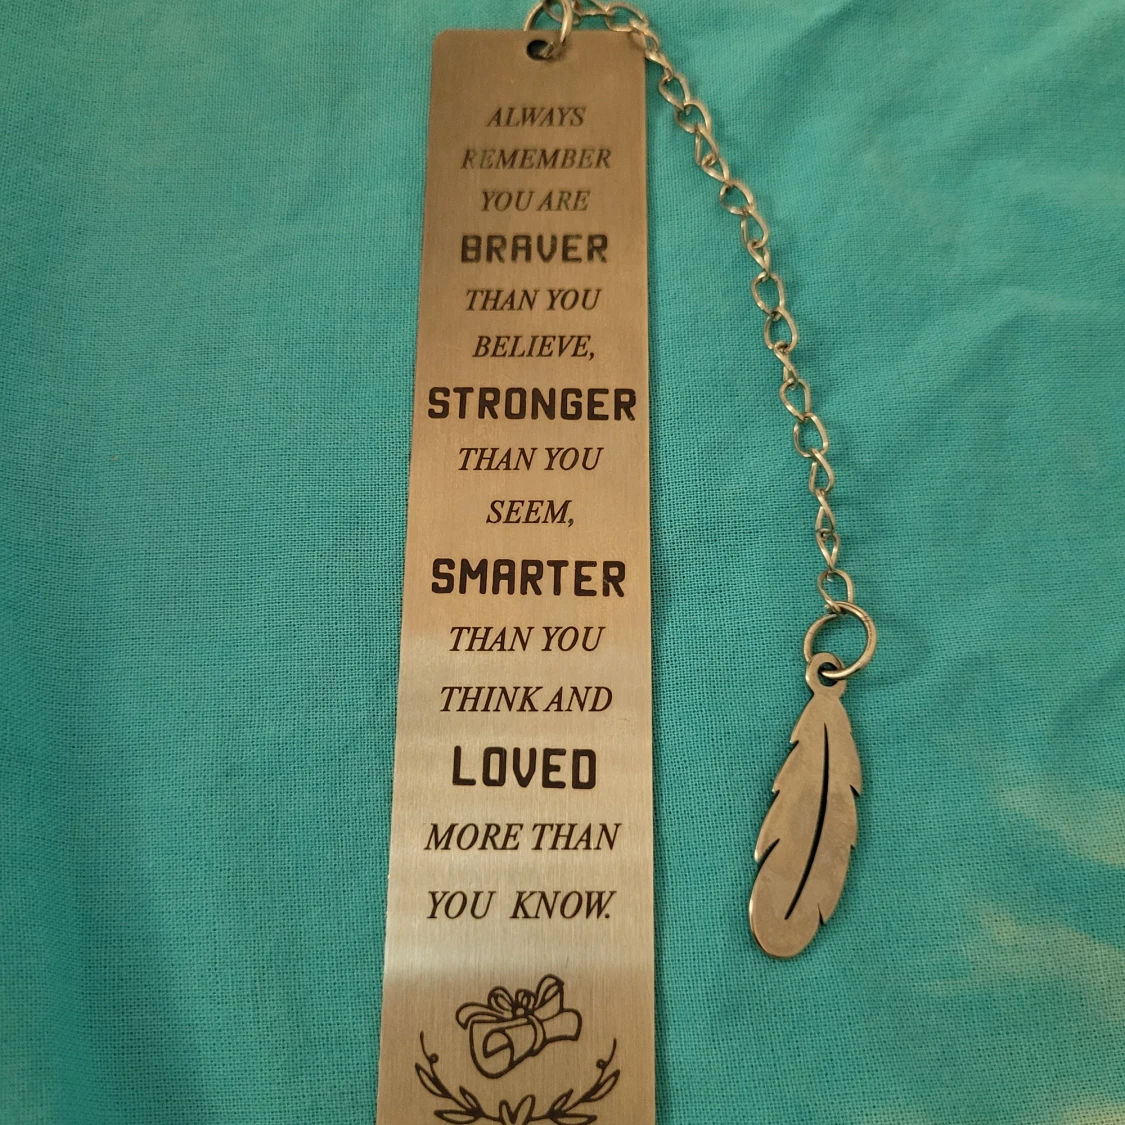 ALWAYS
REMEMBER
YOU ARE
BRAVER
THAN YOU
BELIEVE,
STRONGER
THAN YOU
SEEM,
SMARTER
THAN YOU
THINK AND
LOVED
MORE THAN
YOU KNOW.